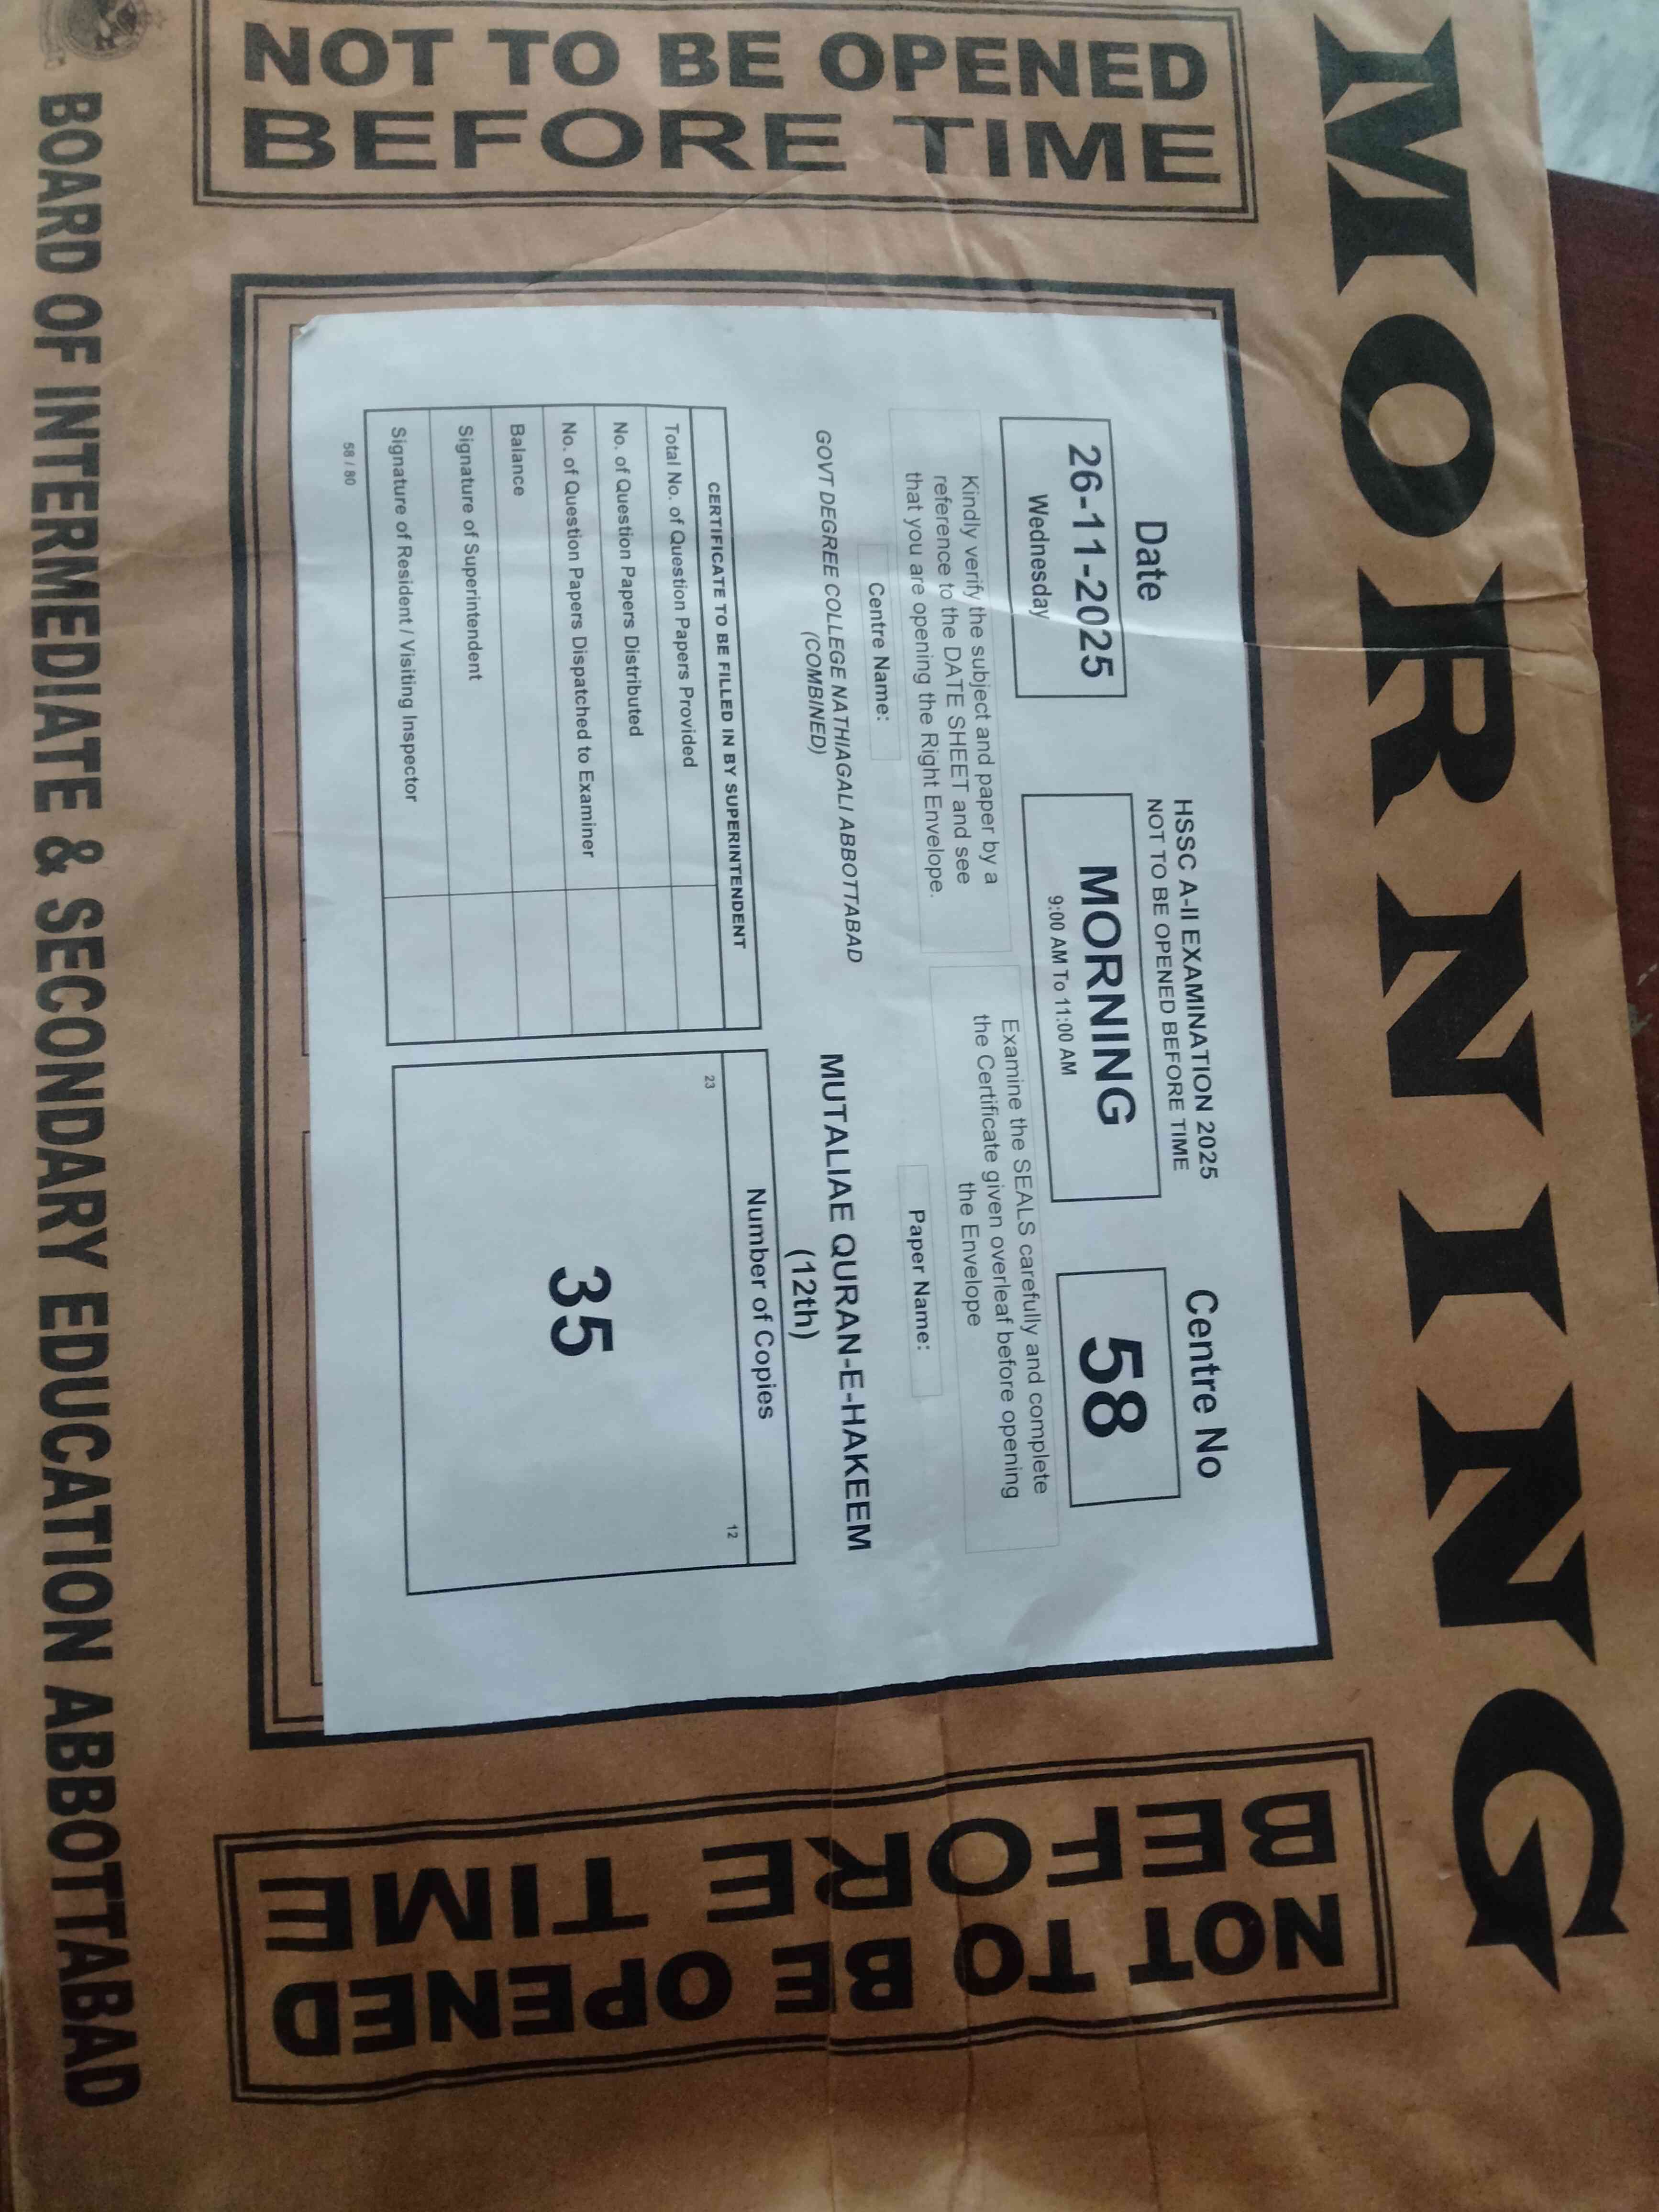 MORNING
NOT TO BE OPENED
BEFORE TIME
Date
26-11-2025
Wednesday
HSSC A-II EXAMINATION 2025
NOT TO BE OPENED BEFORE TIME
MORNING
9:00 AM To 11:00 AM
Centre No
58
Kindly verify the subject and paper by a
reference to the DATE SHEET and see
that you are opening the Right Envelope.
Examine the SEALS carefully and complete
the Certificate given overleaf before opening
the Envelope
Centre Name:
GOVT DEGREE COLLEGE NATHIAGALI ABBOTTABAD
(COMBINED)
Paper Name:
MUTALIAE QURAN-E-HAKEEM
(12th)
CERTIFICATE TO BE FILLED IN BY SUPERINTENDENT
Total No. of Question Papers Provided
No. of Question Papers Distributed
No. of Question Papers Dispatched to Examiner
Balance
Signature of Superintendent
Signature of Resident / Visiting Inspector
58 / 80
Number of Copies
23
12
35
NOT TO BE OPENED
BEFORE TIME
BOARD OF INTERMEDIATE & SECONDARY EDUCATION ABBOTTABAD